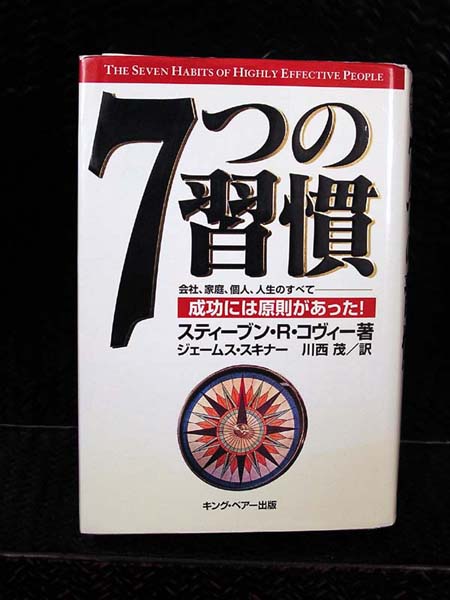 THE SEVEN HABITS OF HIGHLY EFFECTIVE PEOPLE
7つの
習慣
会社、家庭、個人、人生のすべて――
成功には原則があった!
スティーブン・R・コヴィー著
ジェームス・スキナー 川西 茂/訳
キング・ベアー出版